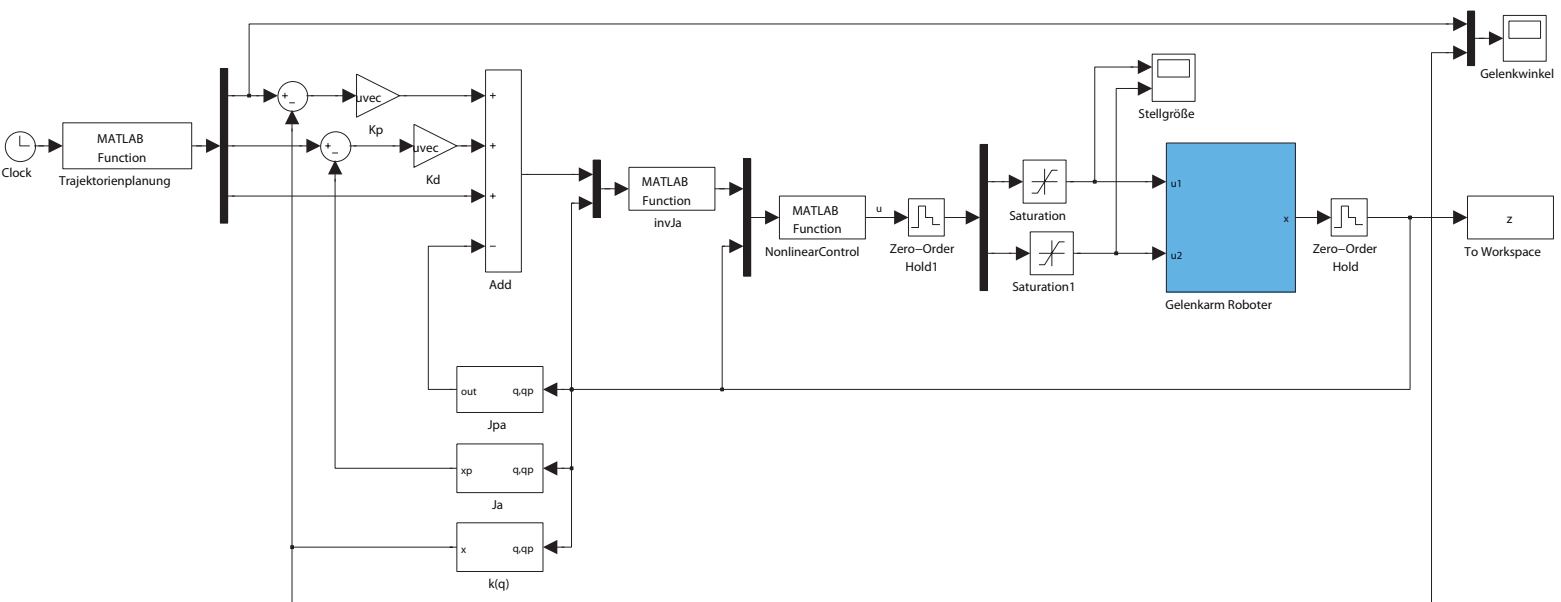 Clock
MATLAB
Function
Trajektorienplanung
+
−
uvec
Kp
+
−
uvec
Kd
+
+
+
−
Add
MATLAB
Function
invJa
MATLAB
Function
NonlinearControl
u
Zero−Order
Hold1
Saturation
Saturation1
Stellgröße
u1
u2
x
Gelenkarm Roboter
Zero−Order
Hold
z
To Workspace
Gelenkwinkel
out
q,qp
Jpa
xp
q,qp
Ja
x
q,qp
k(q)